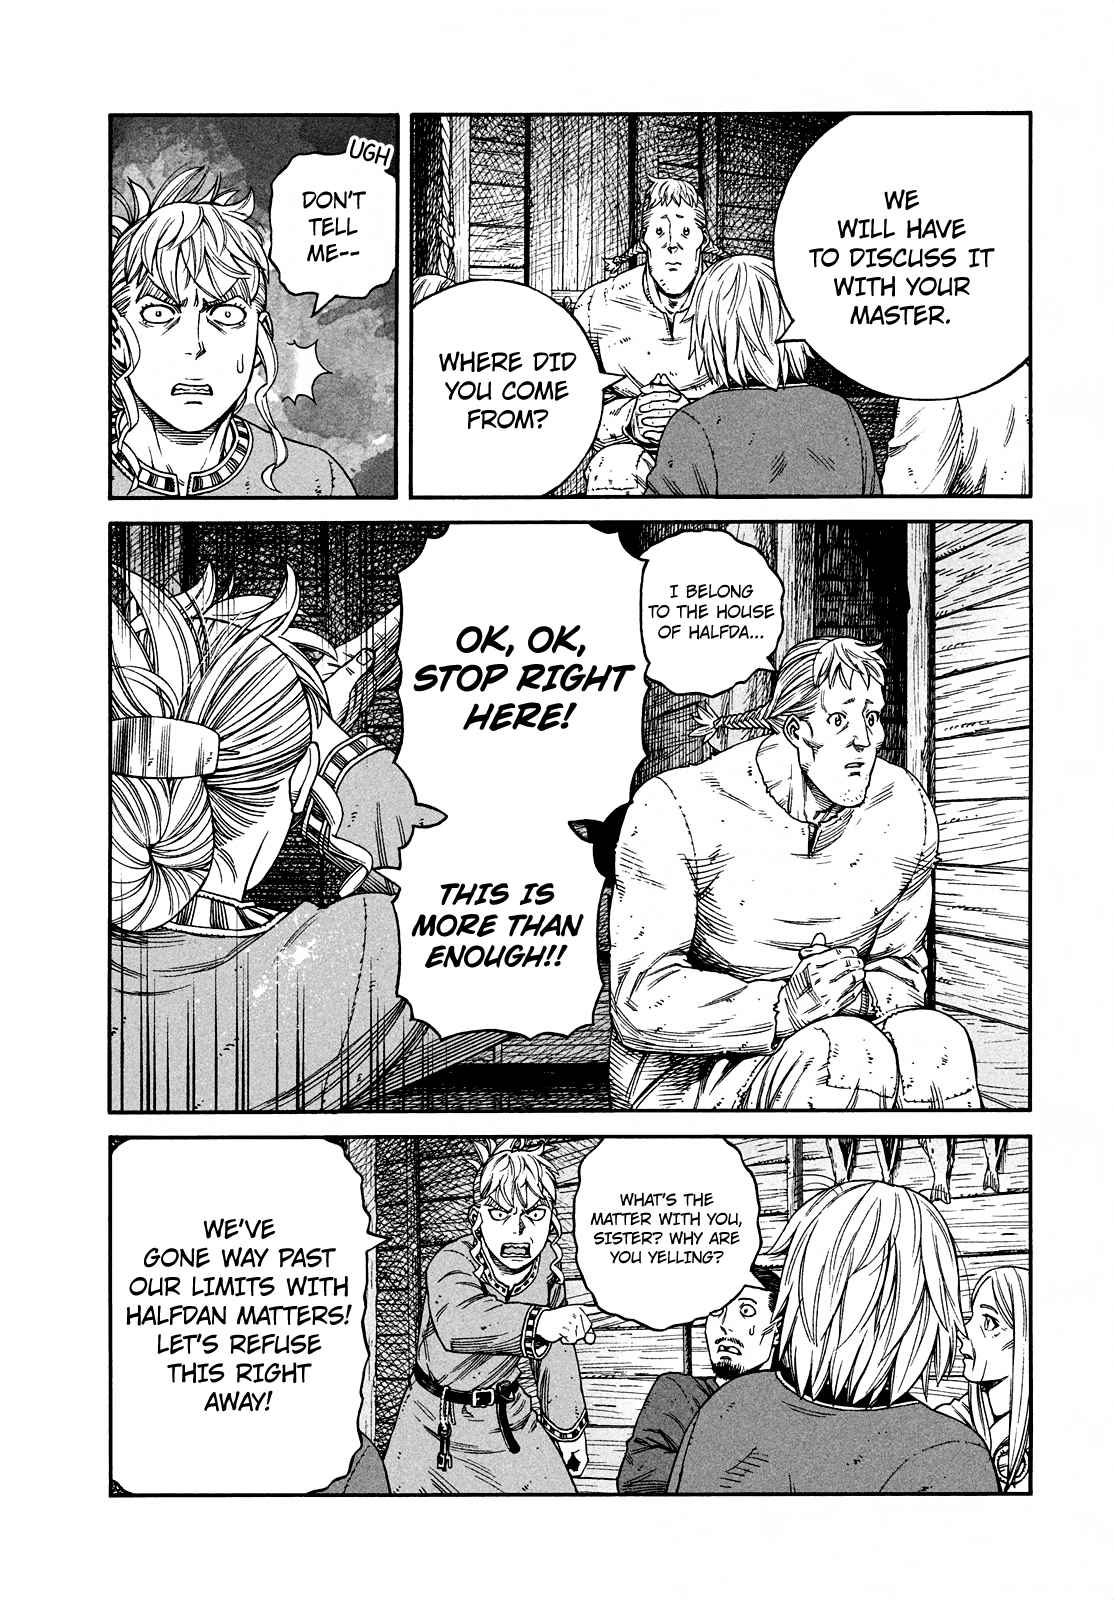 WE
WILL HAVE
TO DISCUSS IT
WITH YOUR
MASTER.
WHERE DID
YOU COME
FROM?
UGH
DON'T
TELL
ME--
I BELONG
TO THE HOUSE
OF HALFDA...
OK, OK,
STOP RIGHT
HERE!
THIS IS
MORE THAN
ENOUGH!!
WHAT'S THE
MATTER WITH YOU,
SISTER? WHY ARE
YOU YELLING?
WE'VE
GONE WAY PAST
OUR LIMITS WITH
HALFDAN MATTERS!
LET'S REFUSE
THIS RIGHT
AWAY!